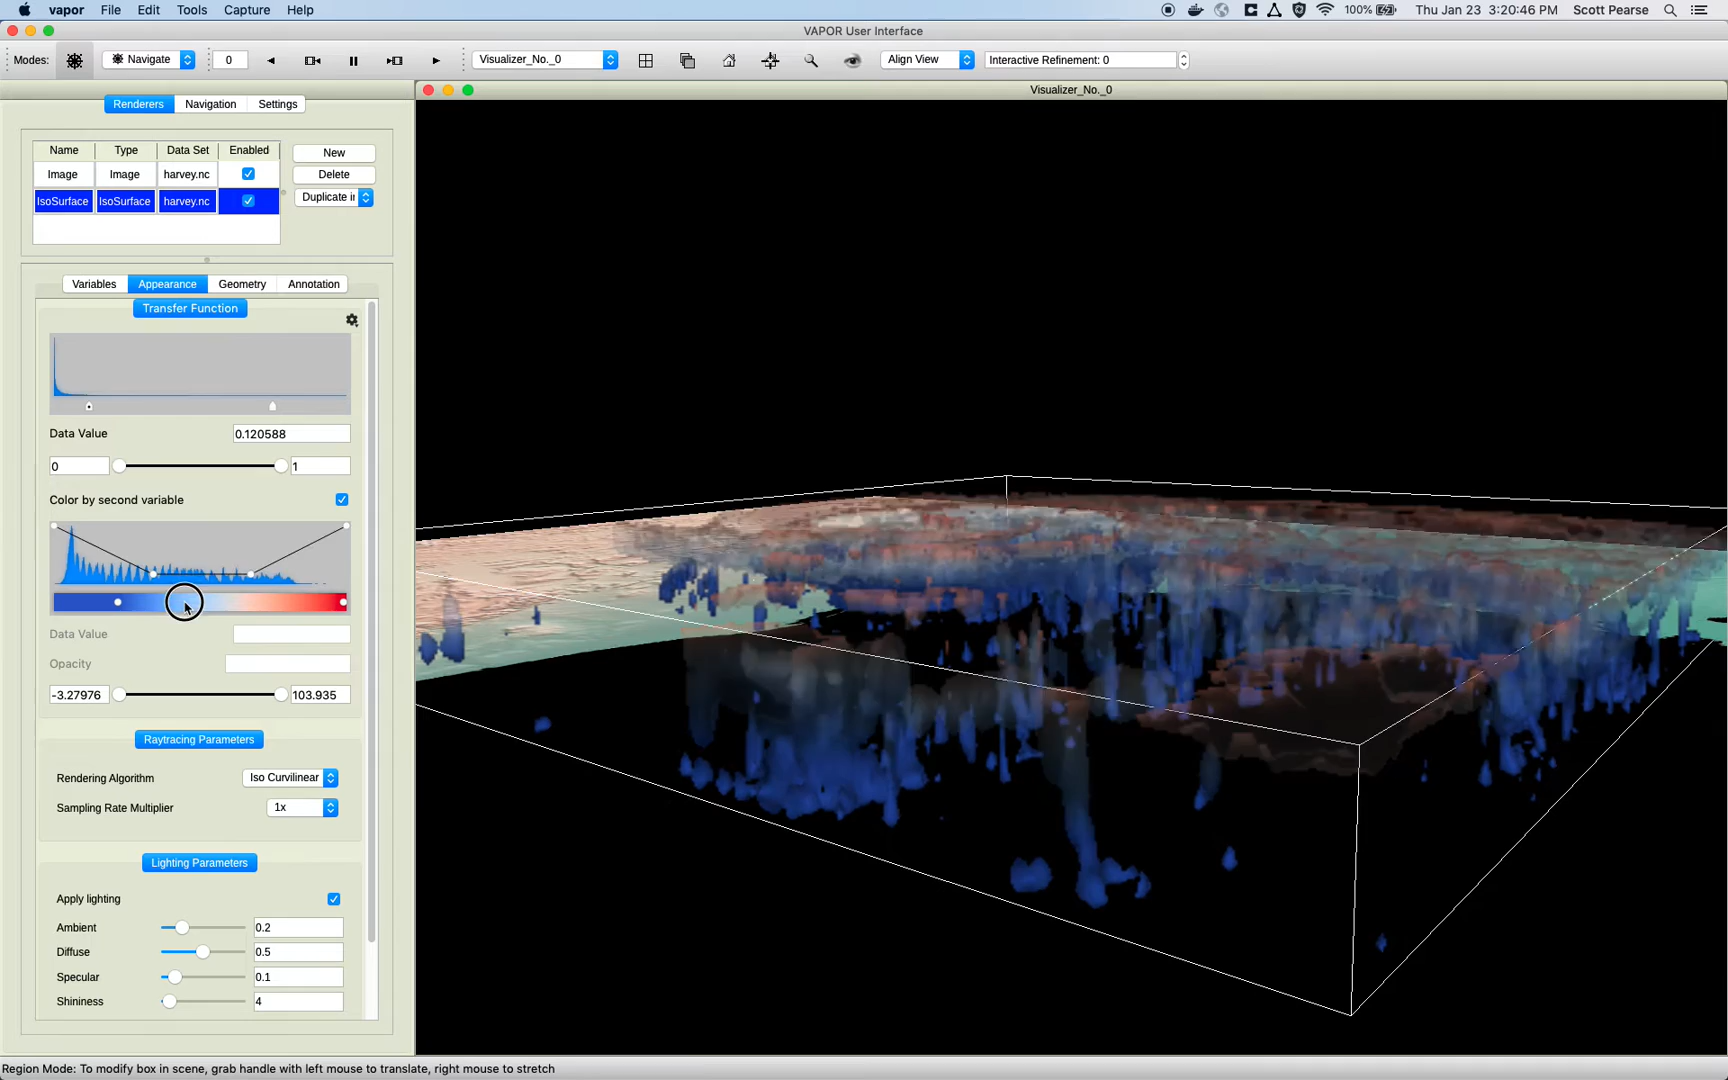 vapor File Edit View Tools Capture Help 100% Thu Jan 23 3:20:46 PM Scott Pearse
VAPOR User Interface
Modes: Navigate 0 Visualizer_No._0 Align View Interactive Refinement: 0
Visualizer_No._0
Renderers Navigation Settings
Name Type Data Set Enabled
New
Image Image harvey.nc
Delete
IsoSurface IsoSurface harvey.nc
Duplicate in
Variables Appearance Geometry Annotation
Transfer Function
Data Value 0.120588
0 1
Color by second variable
Data Value
Opacity
-3.27976 103.935
Raytracing Parameters
Rendering Algorithm Iso Curvilinear
Sampling Rate Multiplier 1x
Lighting Parameters
Apply lighting
Ambient 0.2
Diffuse 0.5
Specular 0.1
Shininess 4
Region Mode: To modify box in scene, grab handle with left mouse to translate, right mouse to stretch